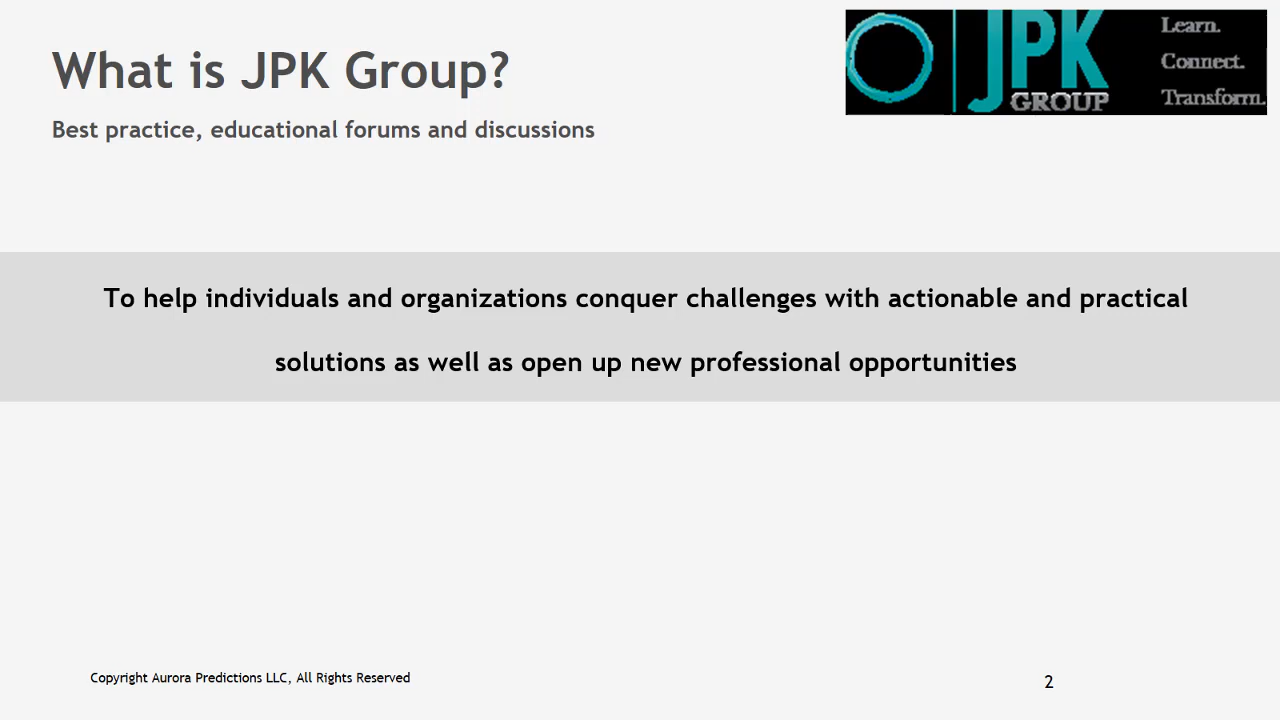 What is JPK Group?
Best practice, educational forums and discussions
JPK
GROUP
Learn.
Connect.
Transform.
To help individuals and organizations conquer challenges with actionable and practical
solutions as well as open up new professional opportunities
Copyright Aurora Predictions LLC, All Rights Reserved
2